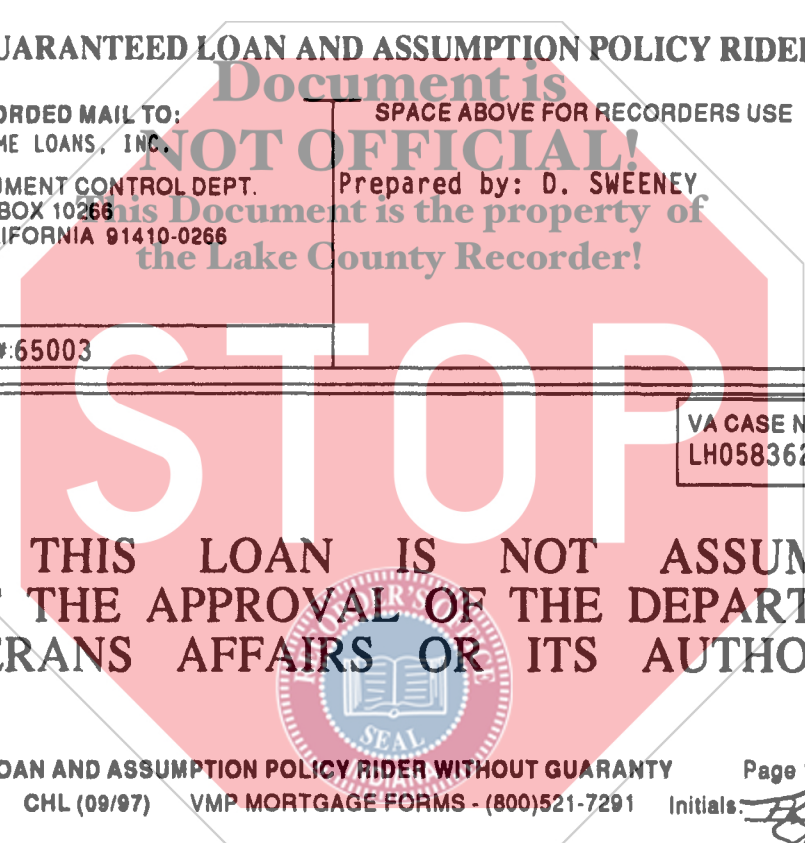 UARANTEED LOAN AND ASSUMPTION POLICY RIDER
Document is
ORDED MAIL TO:
SPACE ABOVE FOR RECORDERS USE
ME LOANS, INC.
NOT OFFICIAL!
UMENT CONTROL DEPT.
Prepared by: D. SWEENEY
BOX 10266
This Document is the property of
IFORNIA 91410-0266
the Lake County Recorder!
#:65003
STOP
VA CASE N
LH058362
THIS LOAN IS NOT ASSUM
THE APPROVAL OF THE DEPART
ERANS AFFAIRS OR ITS AUTHO
RECORDER'S OFFICE
SEAL
INDIANA
OAN AND ASSUMPTION POLICY RIDER WITHOUT GUARANTY
Page
CHL (09/97)
VMP MORTGAGE FORMS - (800)521-7291
Initials: